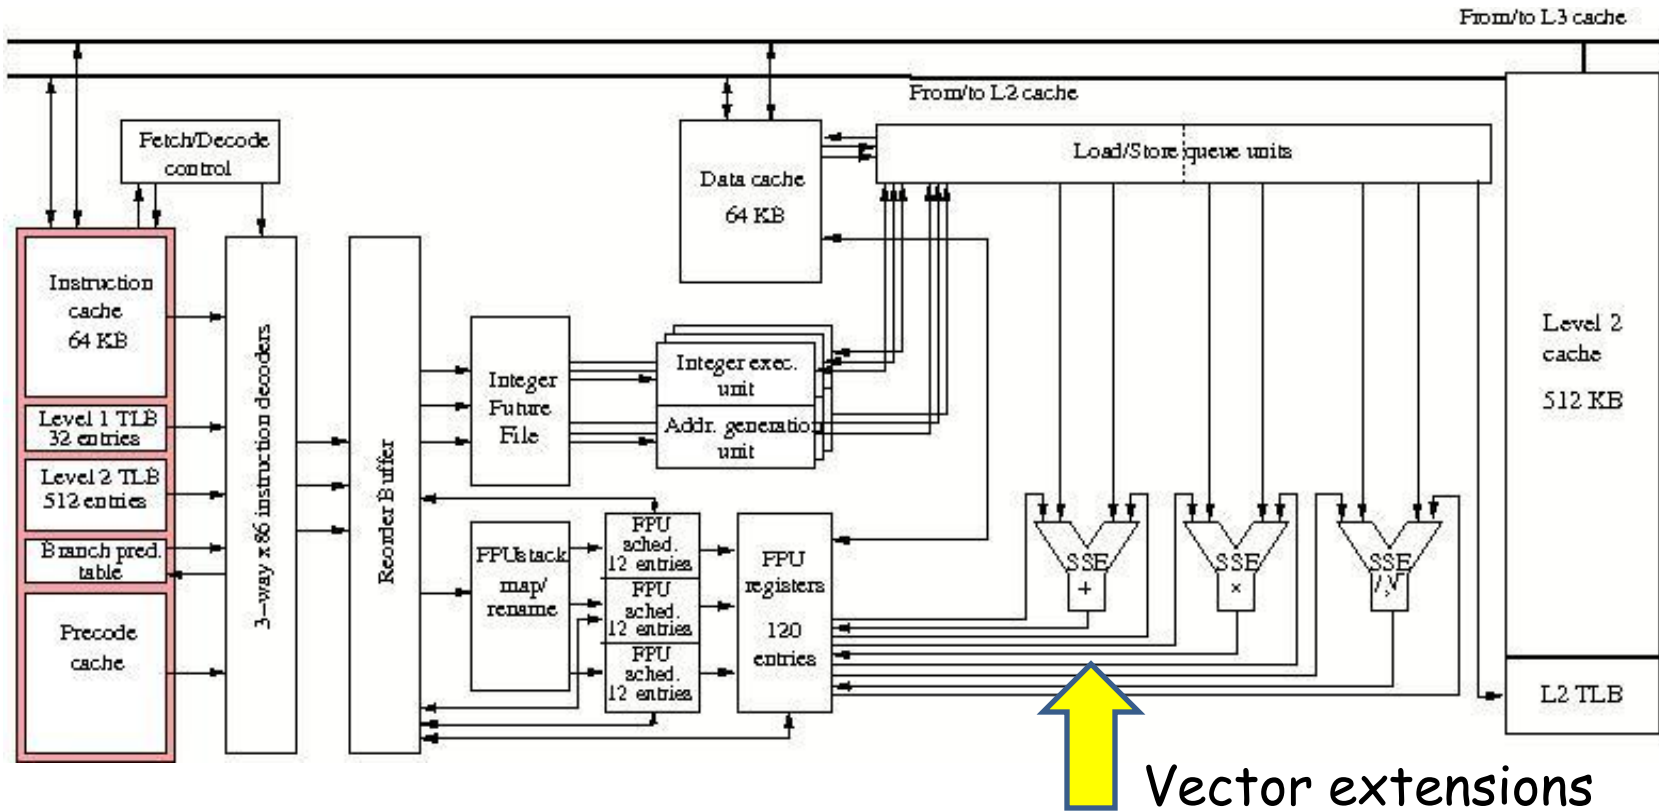 From/to L3 cache
From/to L2 cache
Fetch/Decode
control
Data cache
64 KB
Load/Store queue units
Instruction
cache
64 KB
Level 1 TLB
32 entries
Level 2 TLB
512 entries
Branch pred.
table
Precode
cache
3-way x86 instruction decoders
Reorder Buffer
Integer
Future
File
Integer exec.
unit
Addr. generation
unit
FPUstack
map/
rename
FPU
sched.
12 entries
FPU
sched.
12 entries
FPU
sched.
12 entries
FPU
registers
120
entries
SSE
+
SSE
×
SSE
/,√
Level 2
cache
512 KB
L2 TLB
Vector extensions